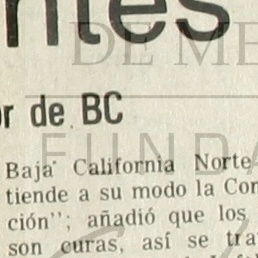 ntes
DE ME
or de BC
FUNDA
Baja California Norte
tiende a su modo la Con
ción"; añadió que los
son curas, así se tra